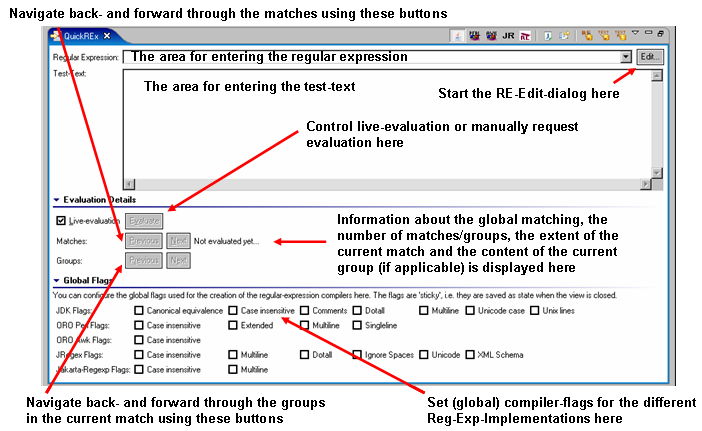 Navigate back- and forward through the matches using these buttons
QuickREx
JR
Regular Expression:
The area for entering the regular expression
Edit...
Test-Text:
The area for entering the test-text
Start the RE-Edit-dialog here
Control live-evaluation or manually request
evaluation here
Evaluation Details
Live-evaluation Evaluate
Information about the global matching, the
number of matches/groups, the extent of the
current match and the content of the current
group (if applicable) is displayed here
Matches: Previous Next Not evaluated yet...
Groups: Previous Next
Global Flags
You can configure the global flags used for the creation of the regular-expression compilers here. The flags are 'sticky', i.e. they are saved as state when the view is closed.
JDK Flags: Canonical equivalence Case insensitive Comments Dotall Multiline Unicode case Unix lines
ORO Perl Flags: Case insensitive Extended Multiline Singleline
ORO Awk Flags: Case insensitive
JRegex Flags: Case insensitive Multiline Dotall Ignore Spaces Unicode XML Schema
Jakarta-Regexp Flags: Case insensitive Multiline
Navigate back- and forward through the groups
in the current match using these buttons
Set (global) compiler-flags for the different
Reg-Exp-Implementations here